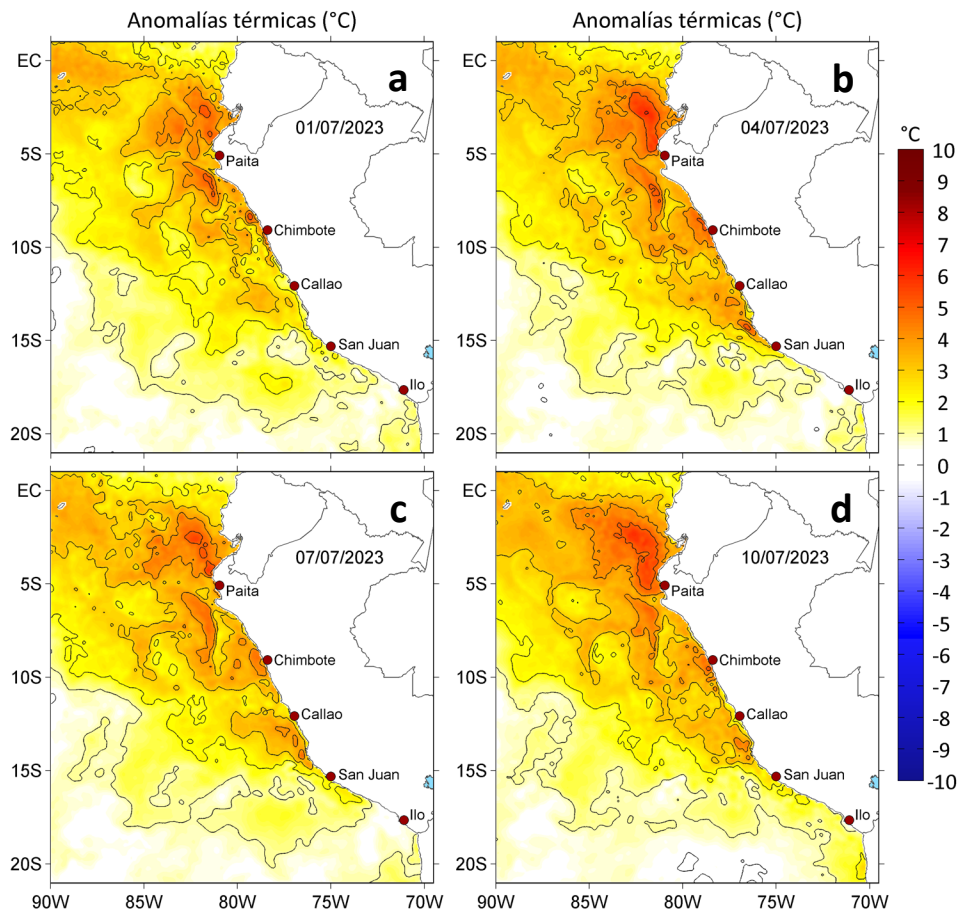 Anomalías térmicas (°C)
Anomalías térmicas (°C)
EC
5S
10S
15S
20S
a
01/07/2023
Paita
Chimbote
Callao
San Juan
Ilo
EC
5S
10S
15S
20S
b
04/07/2023
Paita
Chimbote
Callao
San Juan
Ilo
EC
5S
10S
15S
20S
c
07/07/2023
Paita
Chimbote
Callao
San Juan
Ilo
90W 85W 80W 75W 70W
EC
5S
10S
15S
20S
d
10/07/2023
Paita
Chimbote
Callao
San Juan
Ilo
90W 85W 80W 75W 70W
°C
10
9
8
7
6
5
4
3
2
1
0
-1
-2
-3
-4
-5
-6
-7
-8
-9
-10